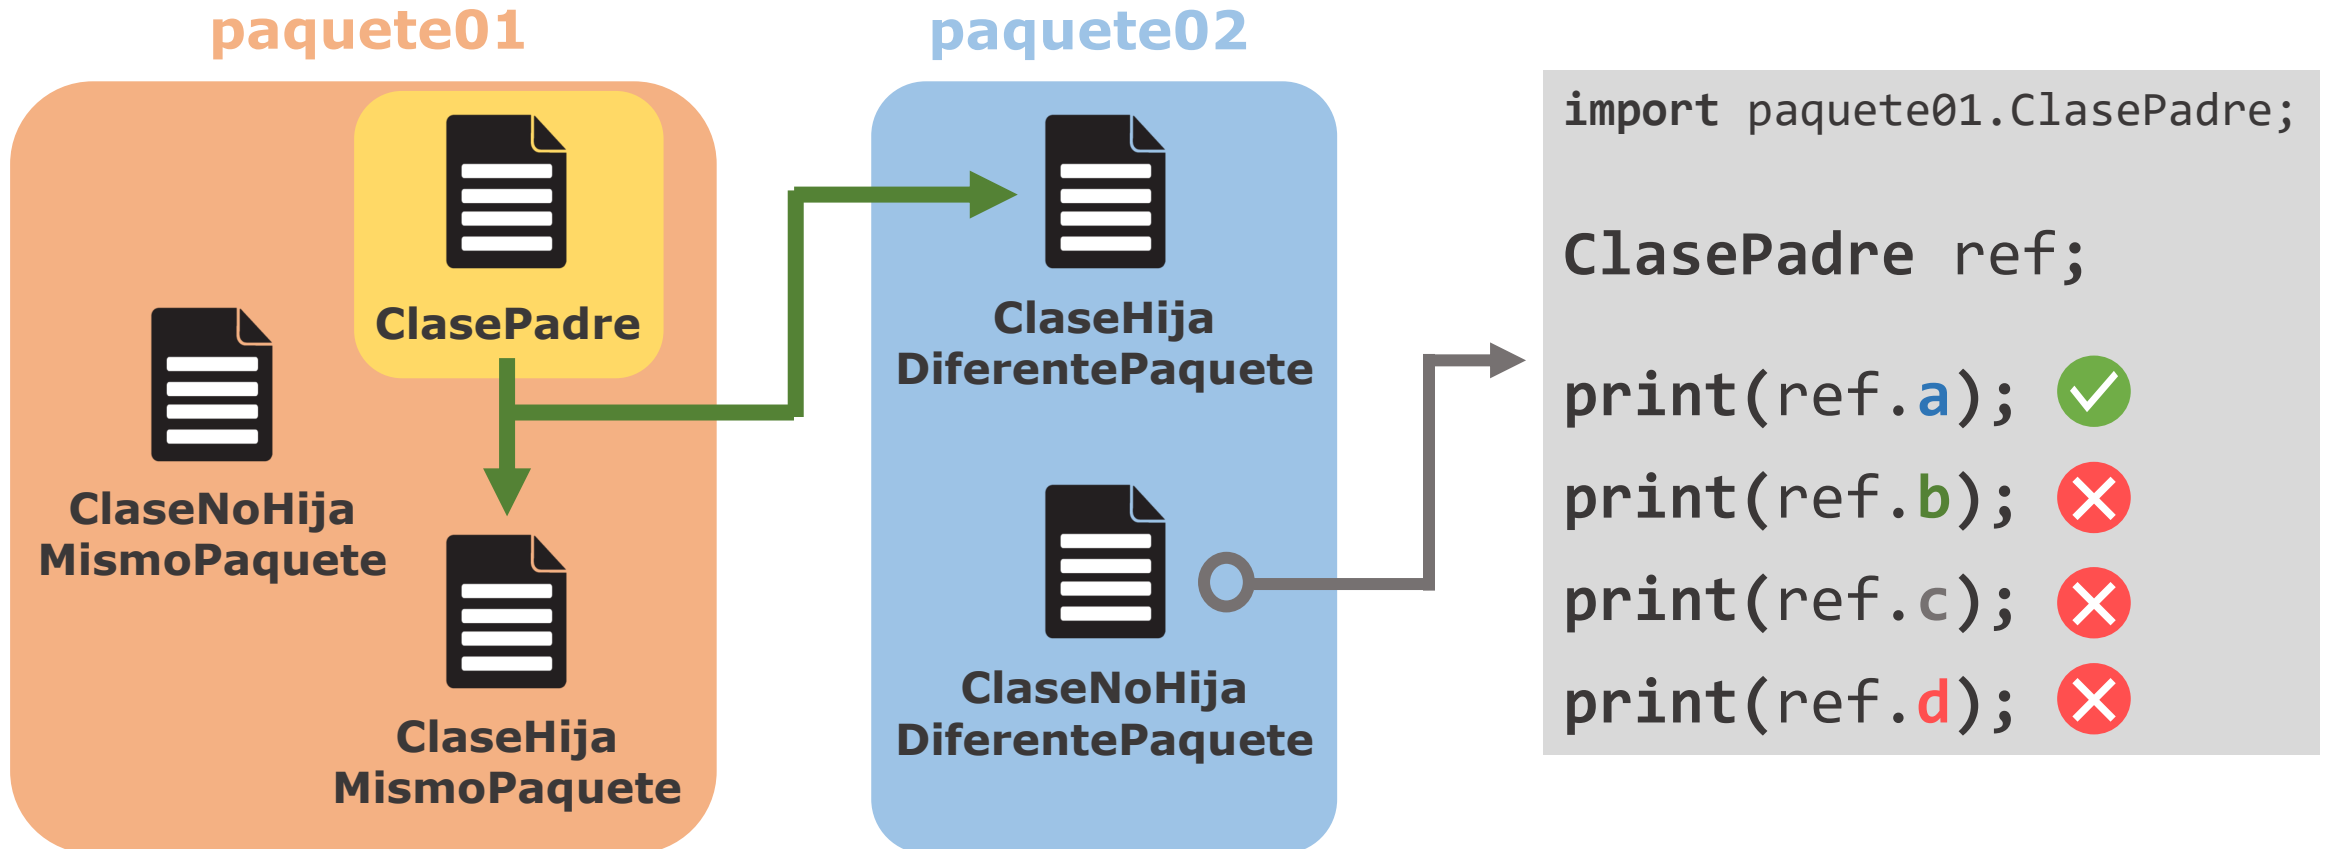 paquete01
ClasePadre
ClaseNoHija
MismoPaquete
ClaseHija
MismoPaquete
paquete02
ClaseHija
DiferentePaquete
ClaseNoHija
DiferentePaquete
import paquete01.ClasePadre;
ClasePadre ref;
print(ref.a);
print(ref.b);
print(ref.c);
print(ref.d);